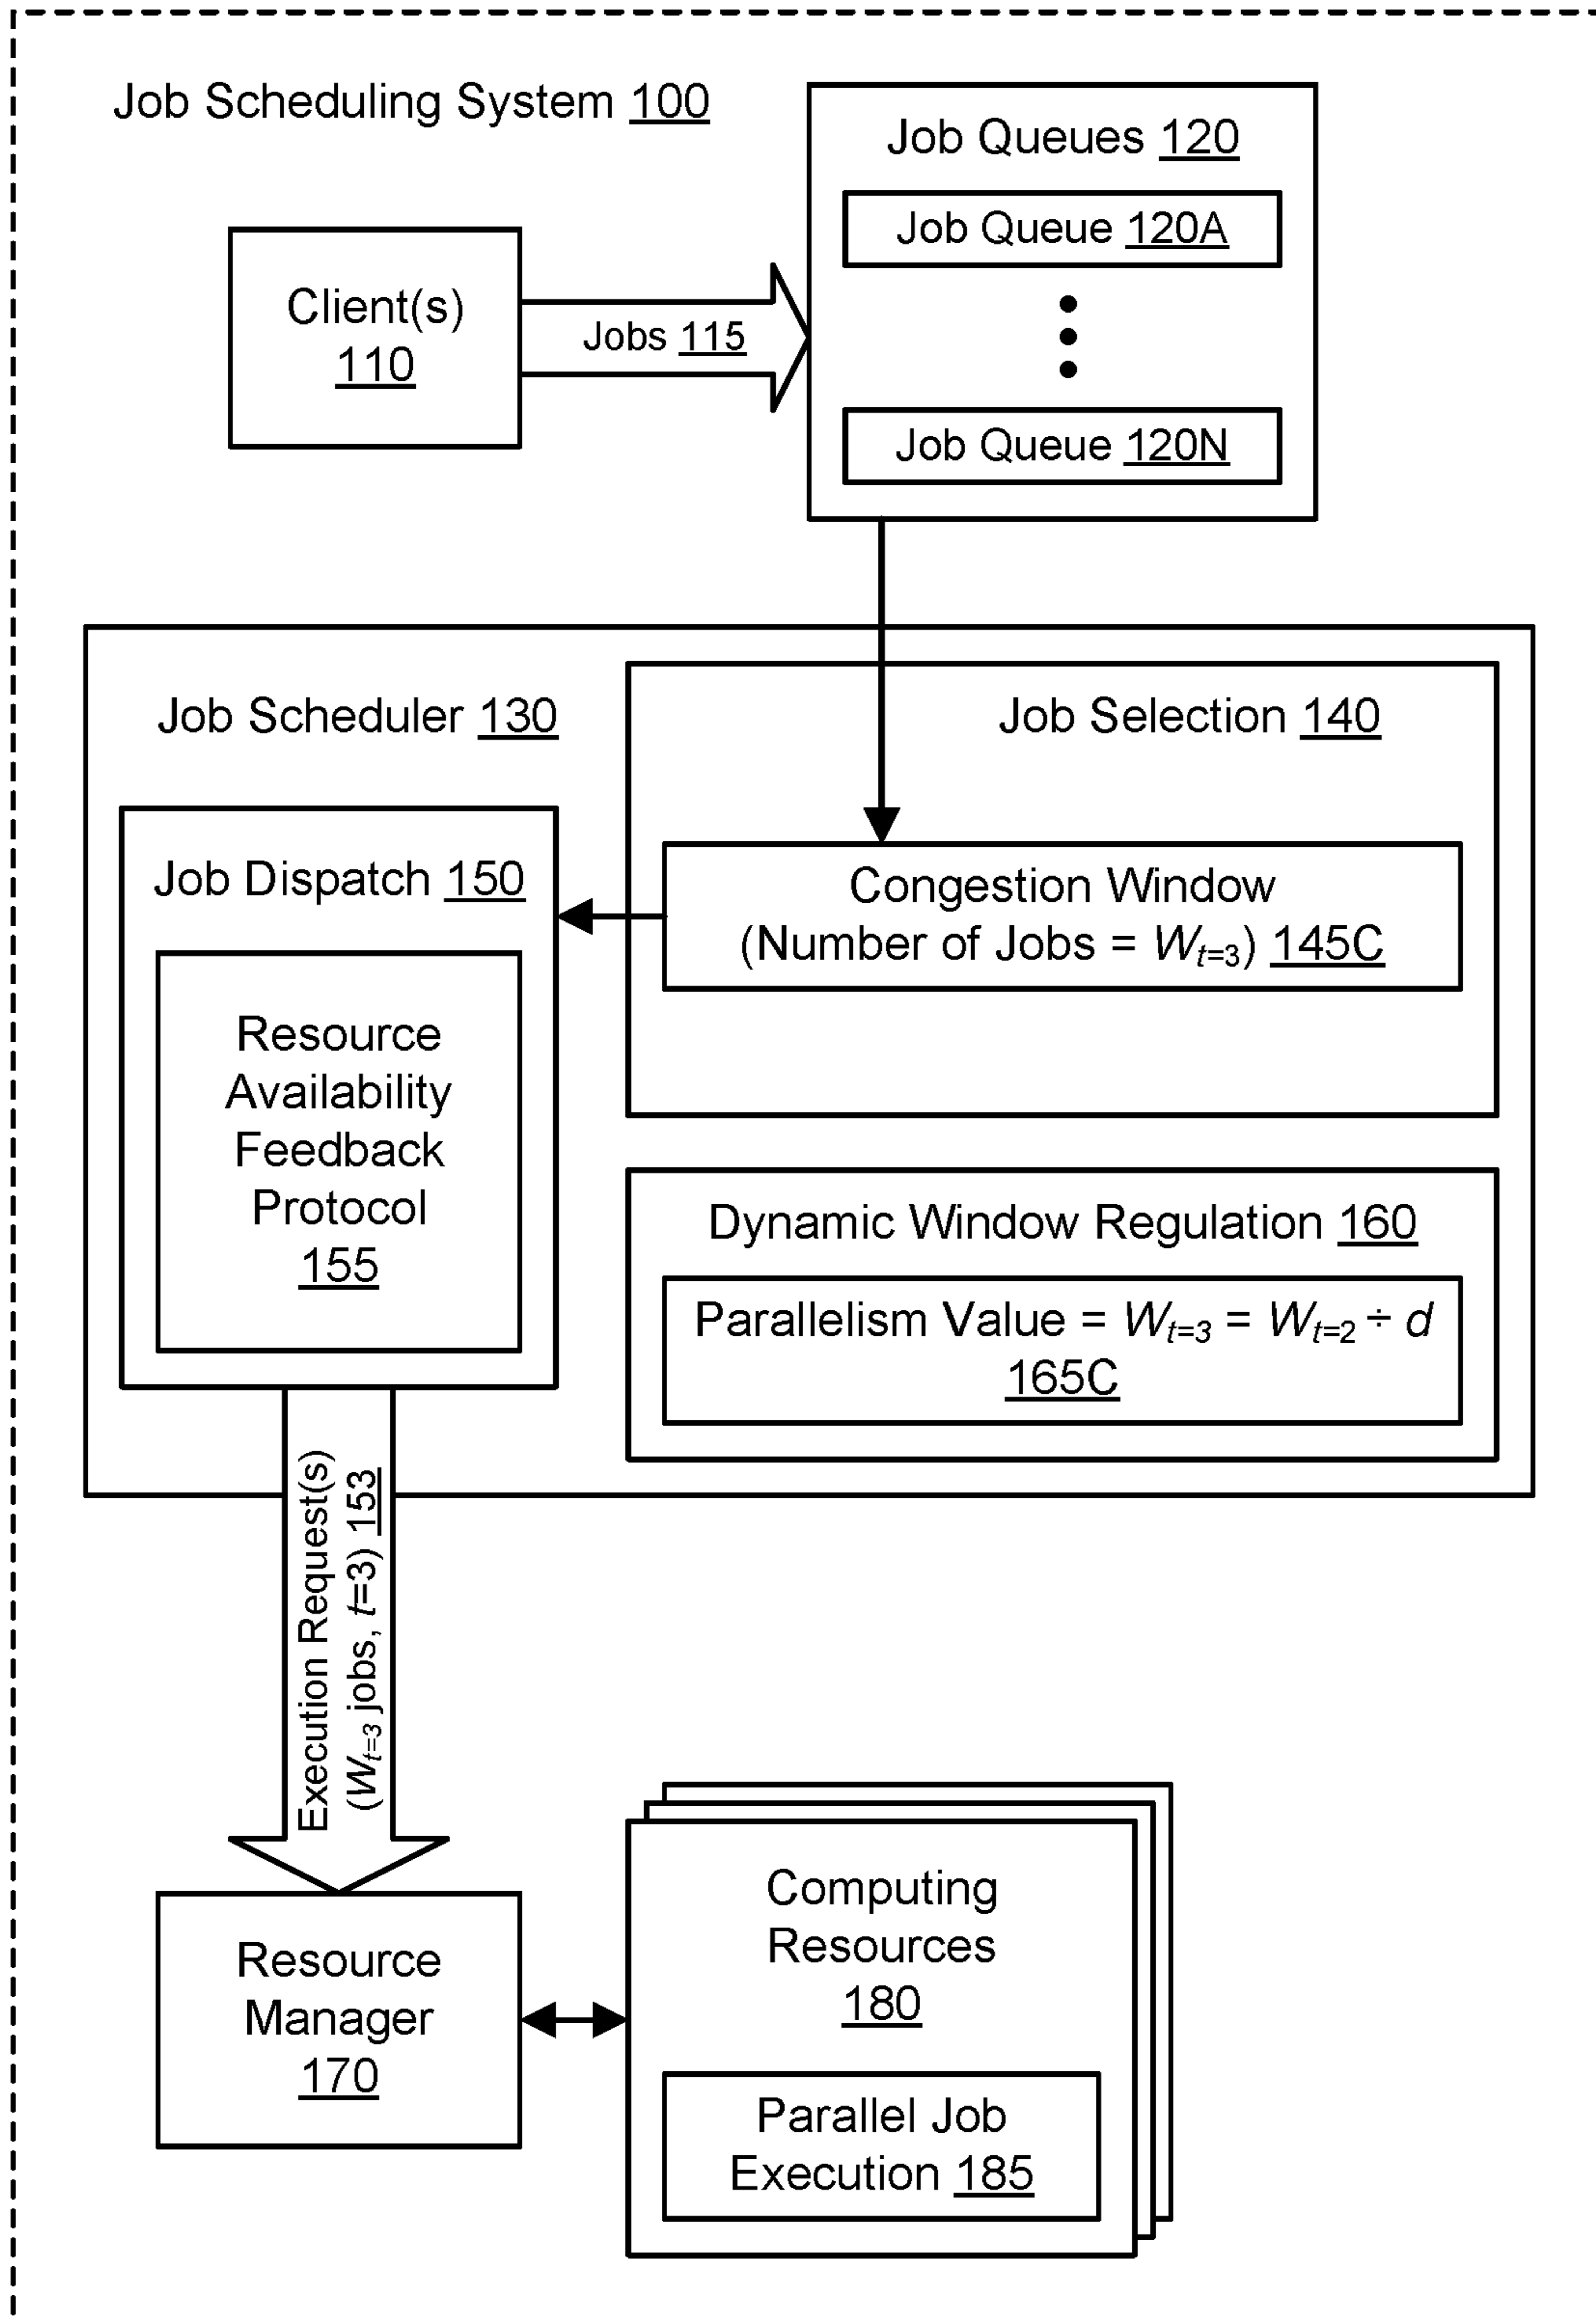 Job Scheduling System 100
Job Queues 120
Job Queue 120A
Client(s)
110
Jobs 115
Job Queue 120N
Job Scheduler 130
Job Selection 140
Job Dispatch 150
Congestion Window
(Number of Jobs = Wt=3) 145C
Resource
Availability
Feedback
Protocol
155
Dynamic Window Regulation 160
Parallelism Value = Wt=3 = Wt=2 ÷ d
165C
Execution Request(s)
(Wt=3 jobs, t=3) 153
Resource
Manager
170
Computing
Resources
180
Parallel Job
Execution 185